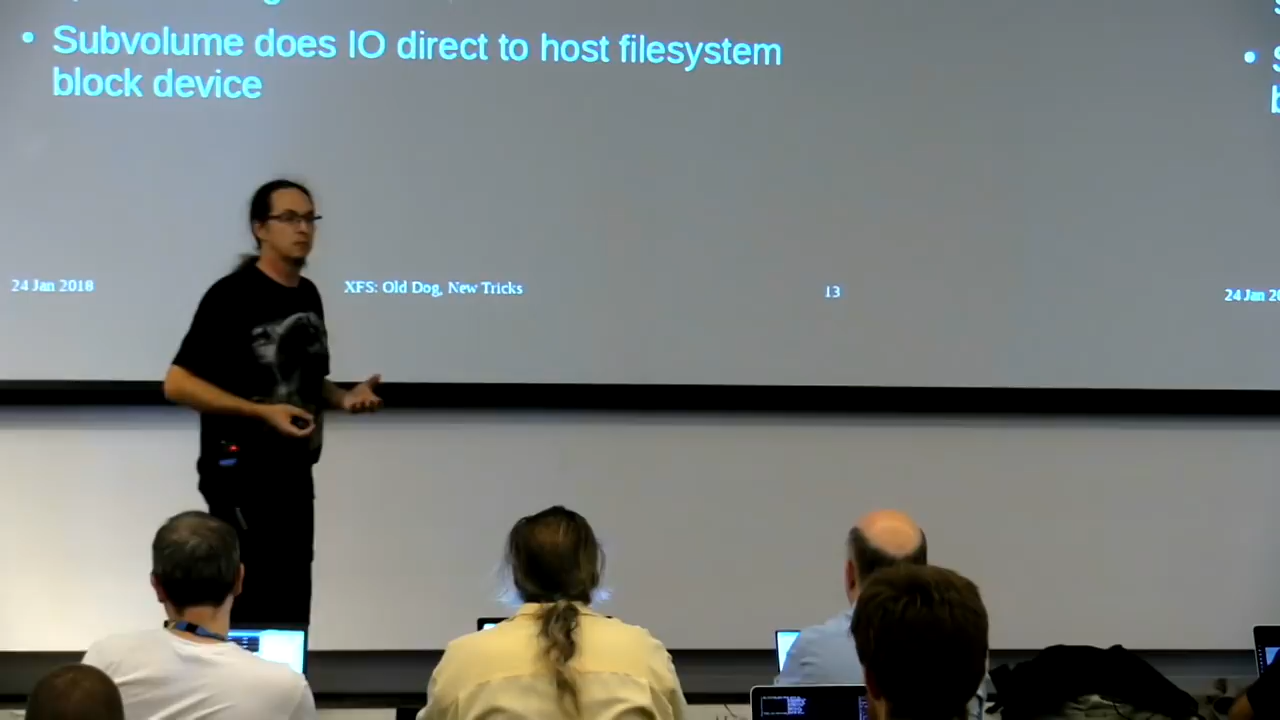 • Subvolume does IO direct to host filesystem
block device
24 Jan 2018
XFS: Old Dog, New Tricks
13
24 Jan 20